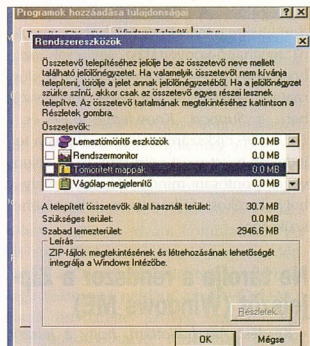 Programok hozzáadása tulajdonságai
Rendszereszközök
Összetevő telepítéséhez jelölje be az összetevő neve mellett
található jelölőnégyzetet. Ha valamelyik összetevőt nem kívánja
telepíteni, törölje a jelet annak jelölőnégyzetéből. Ha a jelölőnégyzet
szürke színű, akkor csak az összetevő egyes részei lesznek
telepítve. Az összetevő tartalmának megtekintéséhez kattintson a
Részletek gombra.
Összetevők:
Lemeztömörítő eszközök 0.0 MB
Rendszermonitor 0.0 MB
Tömörített mappák 0.0 MB
Vágólap-megjelenítő 0.0 MB
A telepített összetevők által használt terület: 30.7 MB
Szükséges terület: 0.0 MB
Szabad lemezterület: 2946.6 MB
Leírás
ZIP-fájlok megtekintésének és létrehozásának lehetőségét
integrálja a Windows Intézőbe.
Részletek...
OK Mégse